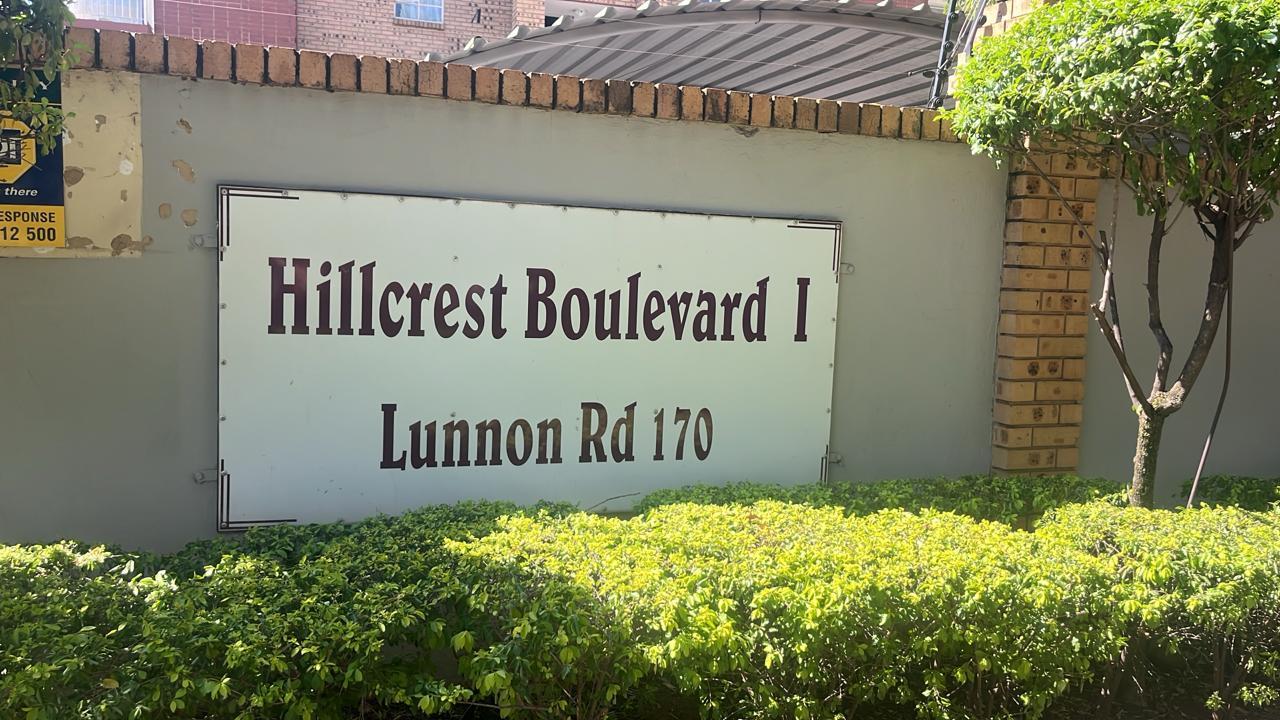 Hillcrest Boulevard I
Lunnon Rd 170
there
ESPONSE
12 500